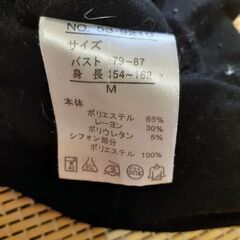 NO. 59-9210
サイズ
バスト 79~87
身長 154~162
M
本体
ポリエステル 65%
レーヨン 30%
ポリウレタン 5%
シフォン部分
ポリエステル 100%